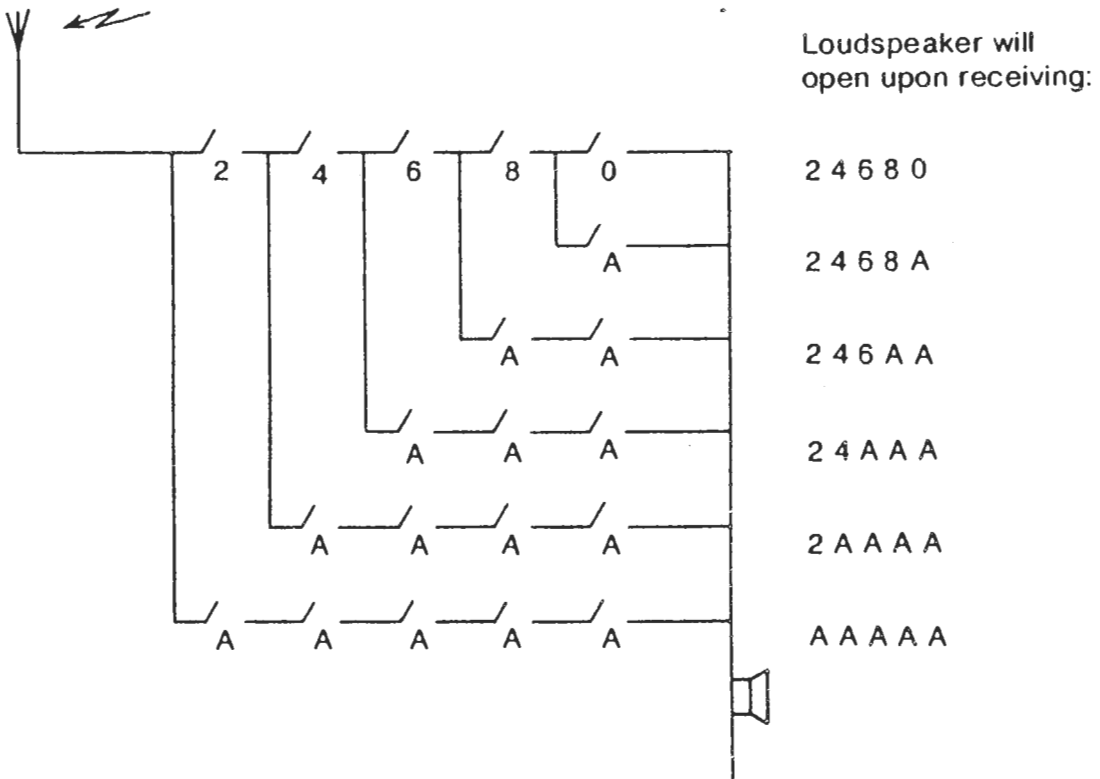 Loudspeaker will
open upon receiving:
2 4 6 8 0
2 4 6 8 0
A
2 4 6 8 A
A A
2 4 6 A A
A A A
2 4 A A A
A A A A
2 A A A A
A A A A A
A A A A A